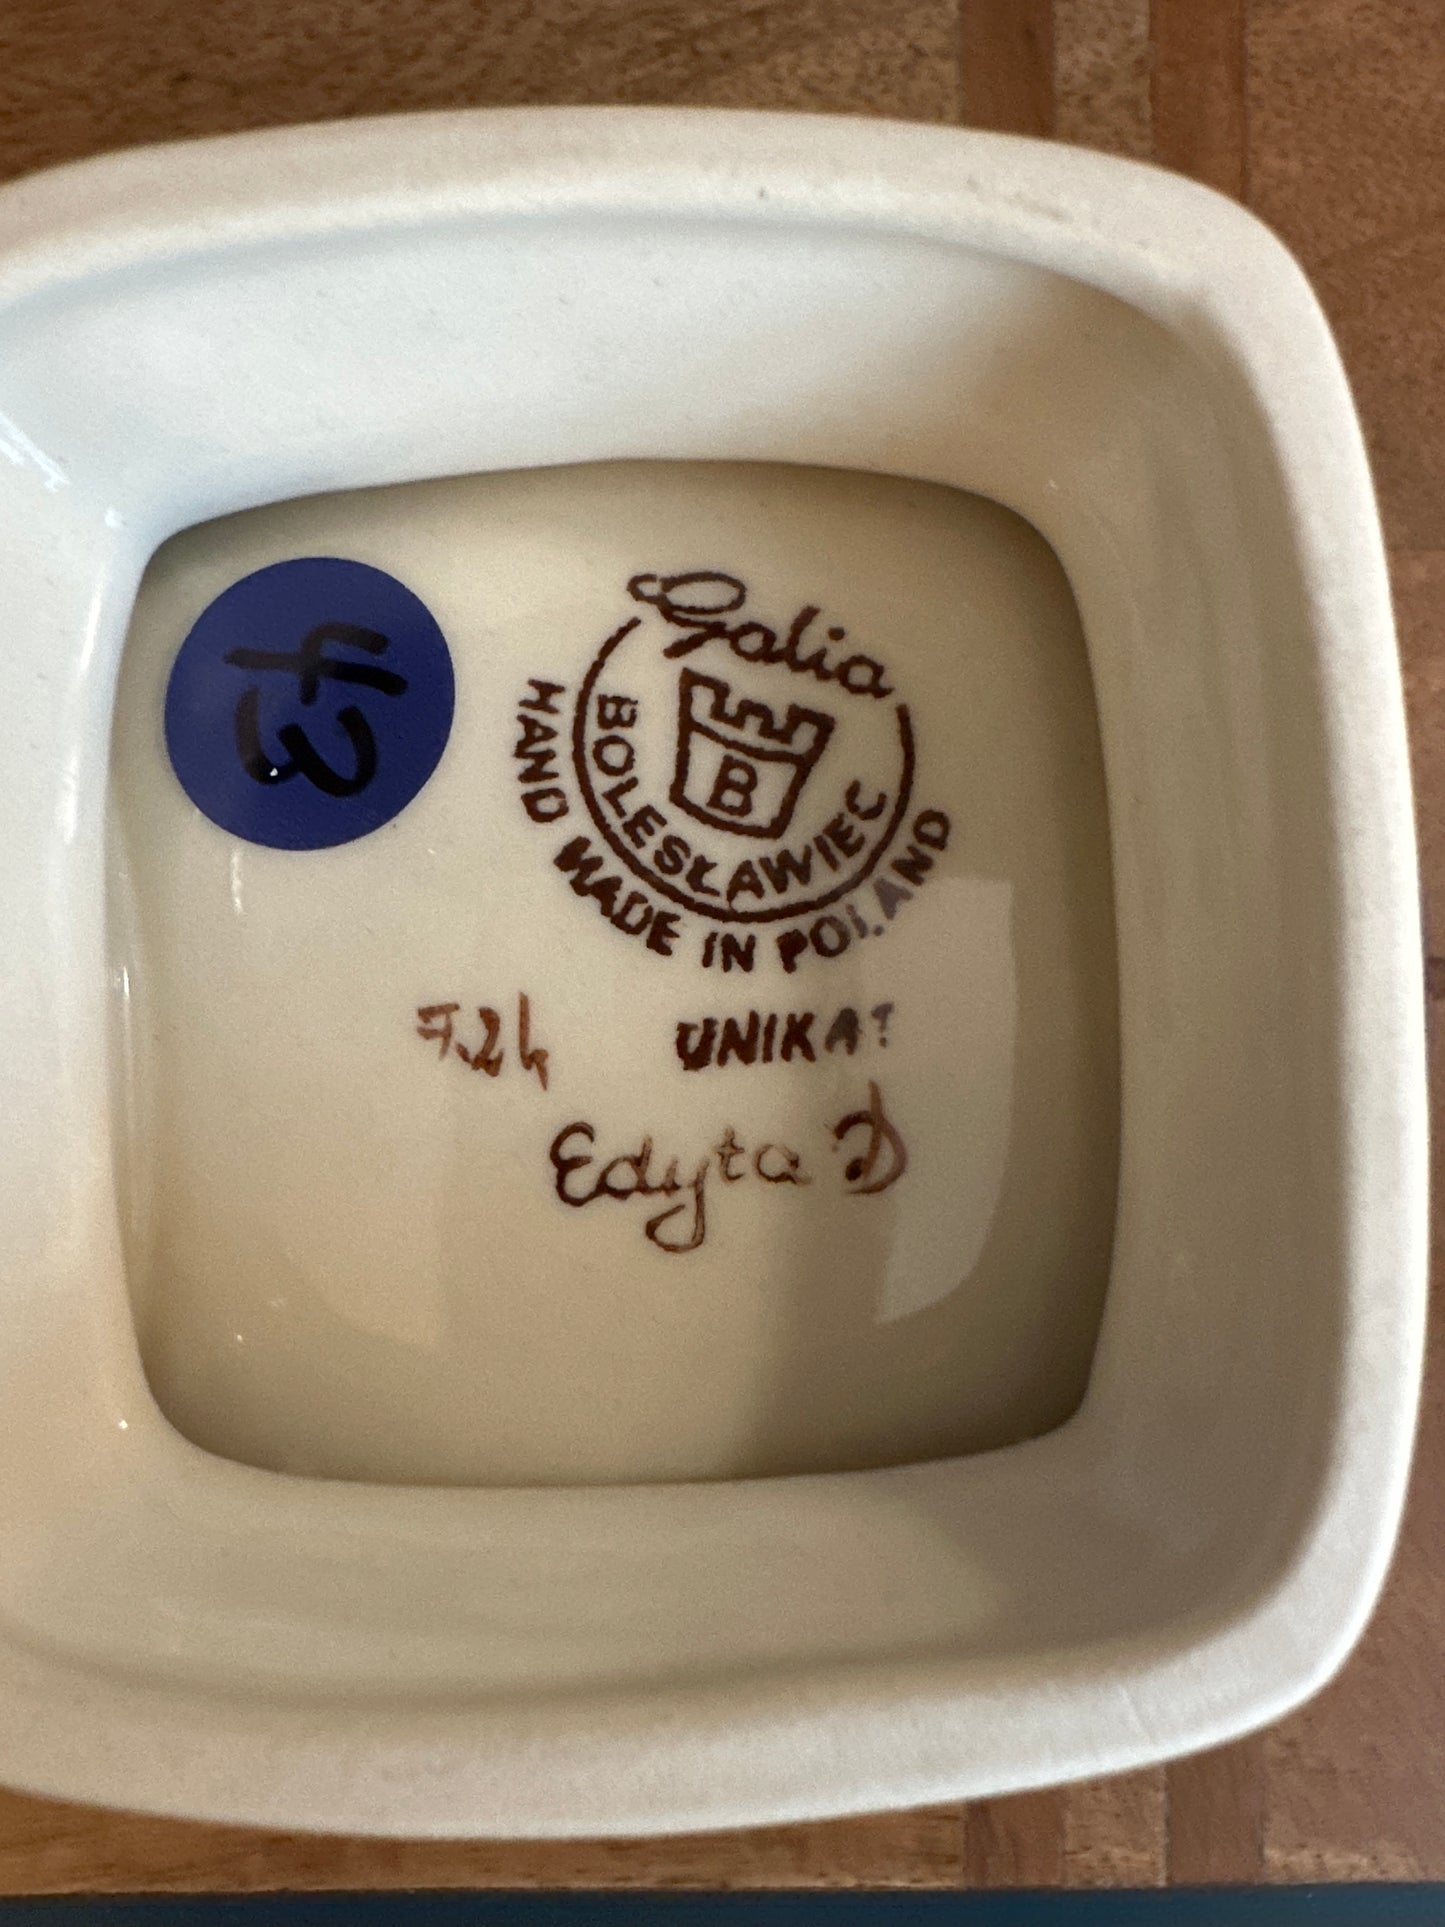 43
Galia
B
BOLESŁAWIEC
HAND MADE IN POLAND
UNIKAT
Edyta D